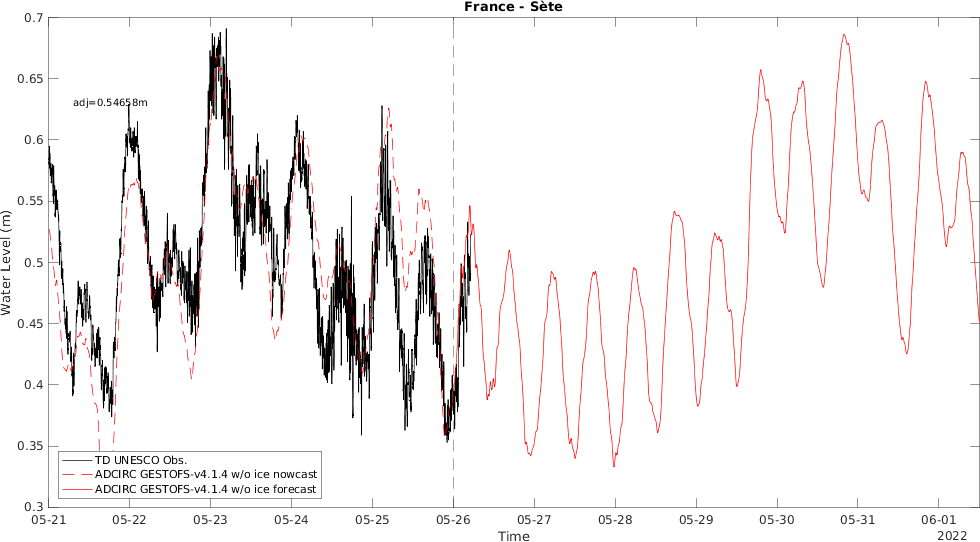 France - Sète
0.7
0.65
0.6
0.55
0.5
0.45
0.4
0.35
0.3
Water Level (m)
adj=0.54658m
TD UNESCO Obs.
ADCIRC GESTOFS-v4.1.4 w/o ice nowcast
ADCIRC GESTOFS-v4.1.4 w/o ice forecast
05-21 05-22 05-23 05-24 05-25 05-26 05-27 05-28 05-29 05-30 05-31 06-01
Time
2022